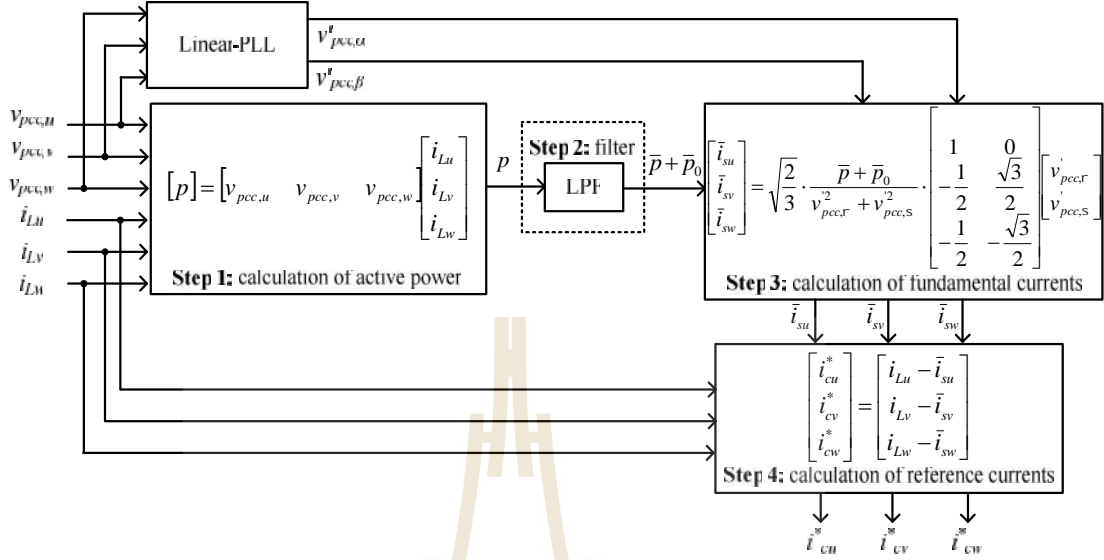 Linear-PLL
v'pcc,α
v'pcc,β
vpcc,u
vpcc,v
vpcc,w
iLu
iLv
iLw
[p] = [vpcc,u vpcc,v vpcc,w] [iLu iLv iLw]
Step 1: calculation of active power
p
Step 2: filter
LPF
p̄ + p̄0
[īsu īsv īsw] = √2/3 · (p̄ + p̄0)/(v'2pcc,r + v'2pcc,s) · [1 0 -1/2 √3/2 -1/2 -√3/2] [v'pcc,r v'pcc,s]
Step 3: calculation of fundamental currents
īsu īsv īsw
[i*cu i*cv i*cw] = [iLu − īsu iLv − īsv iLw − īsw]
Step 4: calculation of reference currents
i*cu i*cv i*cw